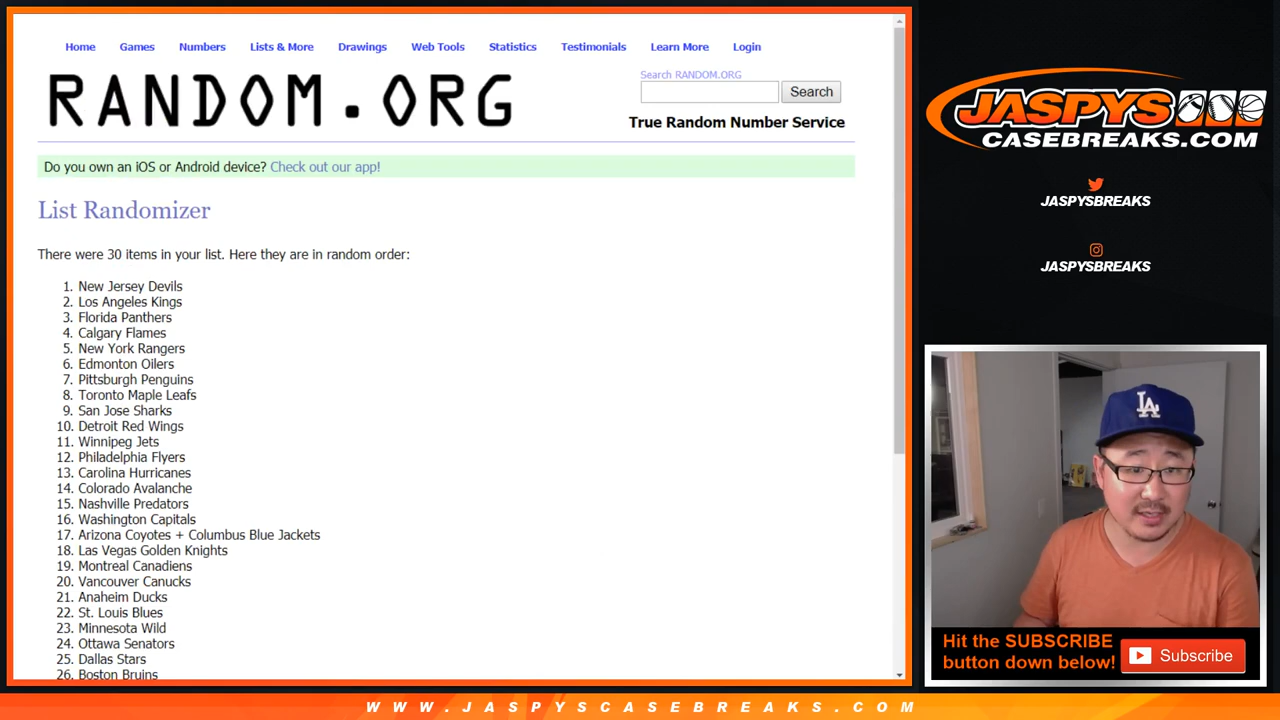 Home Games Numbers Lists & More Drawings Web Tools Statistics Testimonials Learn More Login
RANDOM.ORG
Search RANDOM.ORG
Search
True Random Number Service
Do you own an iOS or Android device? Check out our app!
List Randomizer
There were 30 items in your list. Here they are in random order:
1. New Jersey Devils
2. Los Angeles Kings
3. Florida Panthers
4. Calgary Flames
5. New York Rangers
6. Edmonton Oilers
7. Pittsburgh Penguins
8. Toronto Maple Leafs
9. San Jose Sharks
10. Detroit Red Wings
11. Winnipeg Jets
12. Philadelphia Flyers
13. Carolina Hurricanes
14. Colorado Avalanche
15. Nashville Predators
16. Washington Capitals
17. Arizona Coyotes + Columbus Blue Jackets
18. Las Vegas Golden Knights
19. Montreal Canadiens
20. Vancouver Canucks
21. Anaheim Ducks
22. St. Louis Blues
23. Minnesota Wild
24. Ottawa Senators
25. Dallas Stars
26. Boston Bruins
JASPYS
CASEBREAKS.COM
JASPYSBREAKS
JASPYSBREAKS
LA
Hit the SUBSCRIBE
button down below!
Subscribe
WWW.JASPYSCASEBREAKS.COM